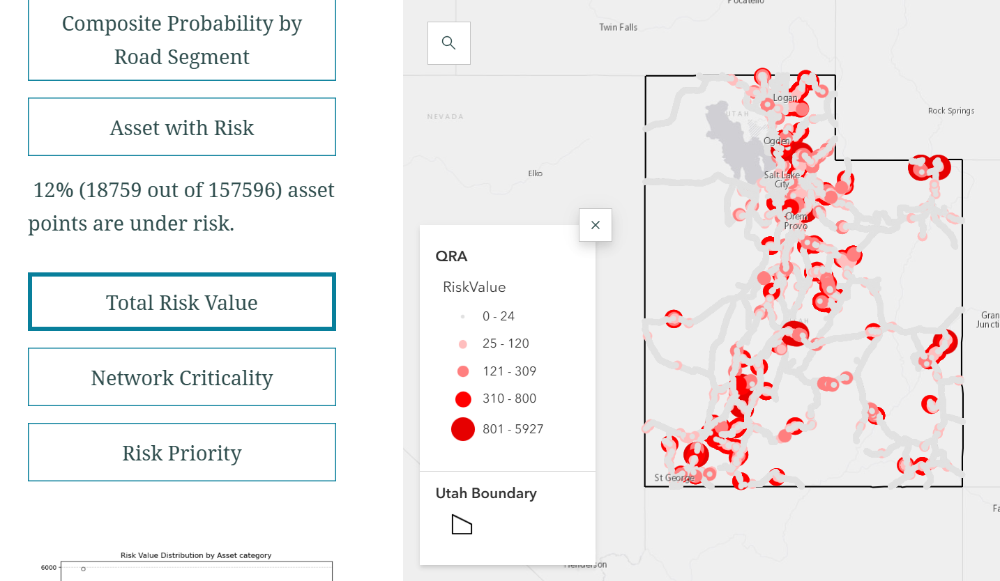 Composite Probability by
Road Segment
Asset with Risk
12% (18759 out of 157596) asset
points are under risk.
Total Risk Value
Network Criticality
Risk Priority
Risk Value Distribution by Asset category
6000
Pocatello
Twin Falls
NEVADA
Elko
UTAH
Logan
Rock Springs
Ogden
Salt Lake
City
Orem
Provo
UTAH
Gran
Juncti
St George
Henderson
Fa
QRA
RiskValue
0 - 24
25 - 120
121 - 309
310 - 800
801 - 5927
Utah Boundary